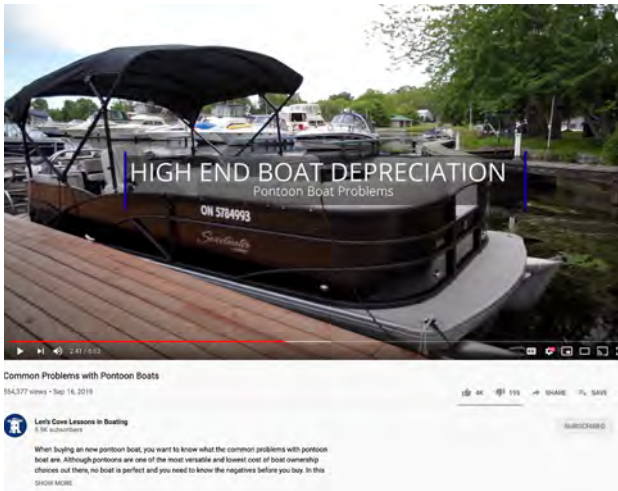 HIGH END BOAT DEPRECIATION
Pontoon Boat Problems
ON 5784993
Sweetwater
2:41 / 6:03
Common Problems with Pontoon Boats
554,377 views • Sep 16, 2019
4K
195
SHARE
SAVE
Len's Cove Lessons in Boating
6.9K subscribers
SUBSCRIBED
When buying an new pontoon boat, you want to know what the common problems with pontoon
boat are. Although pontoons are one of the most versatile and lowest cost of boat ownership
choices out there, no boat is perfect and you need to know the negatives before you buy. In this
SHOW MORE